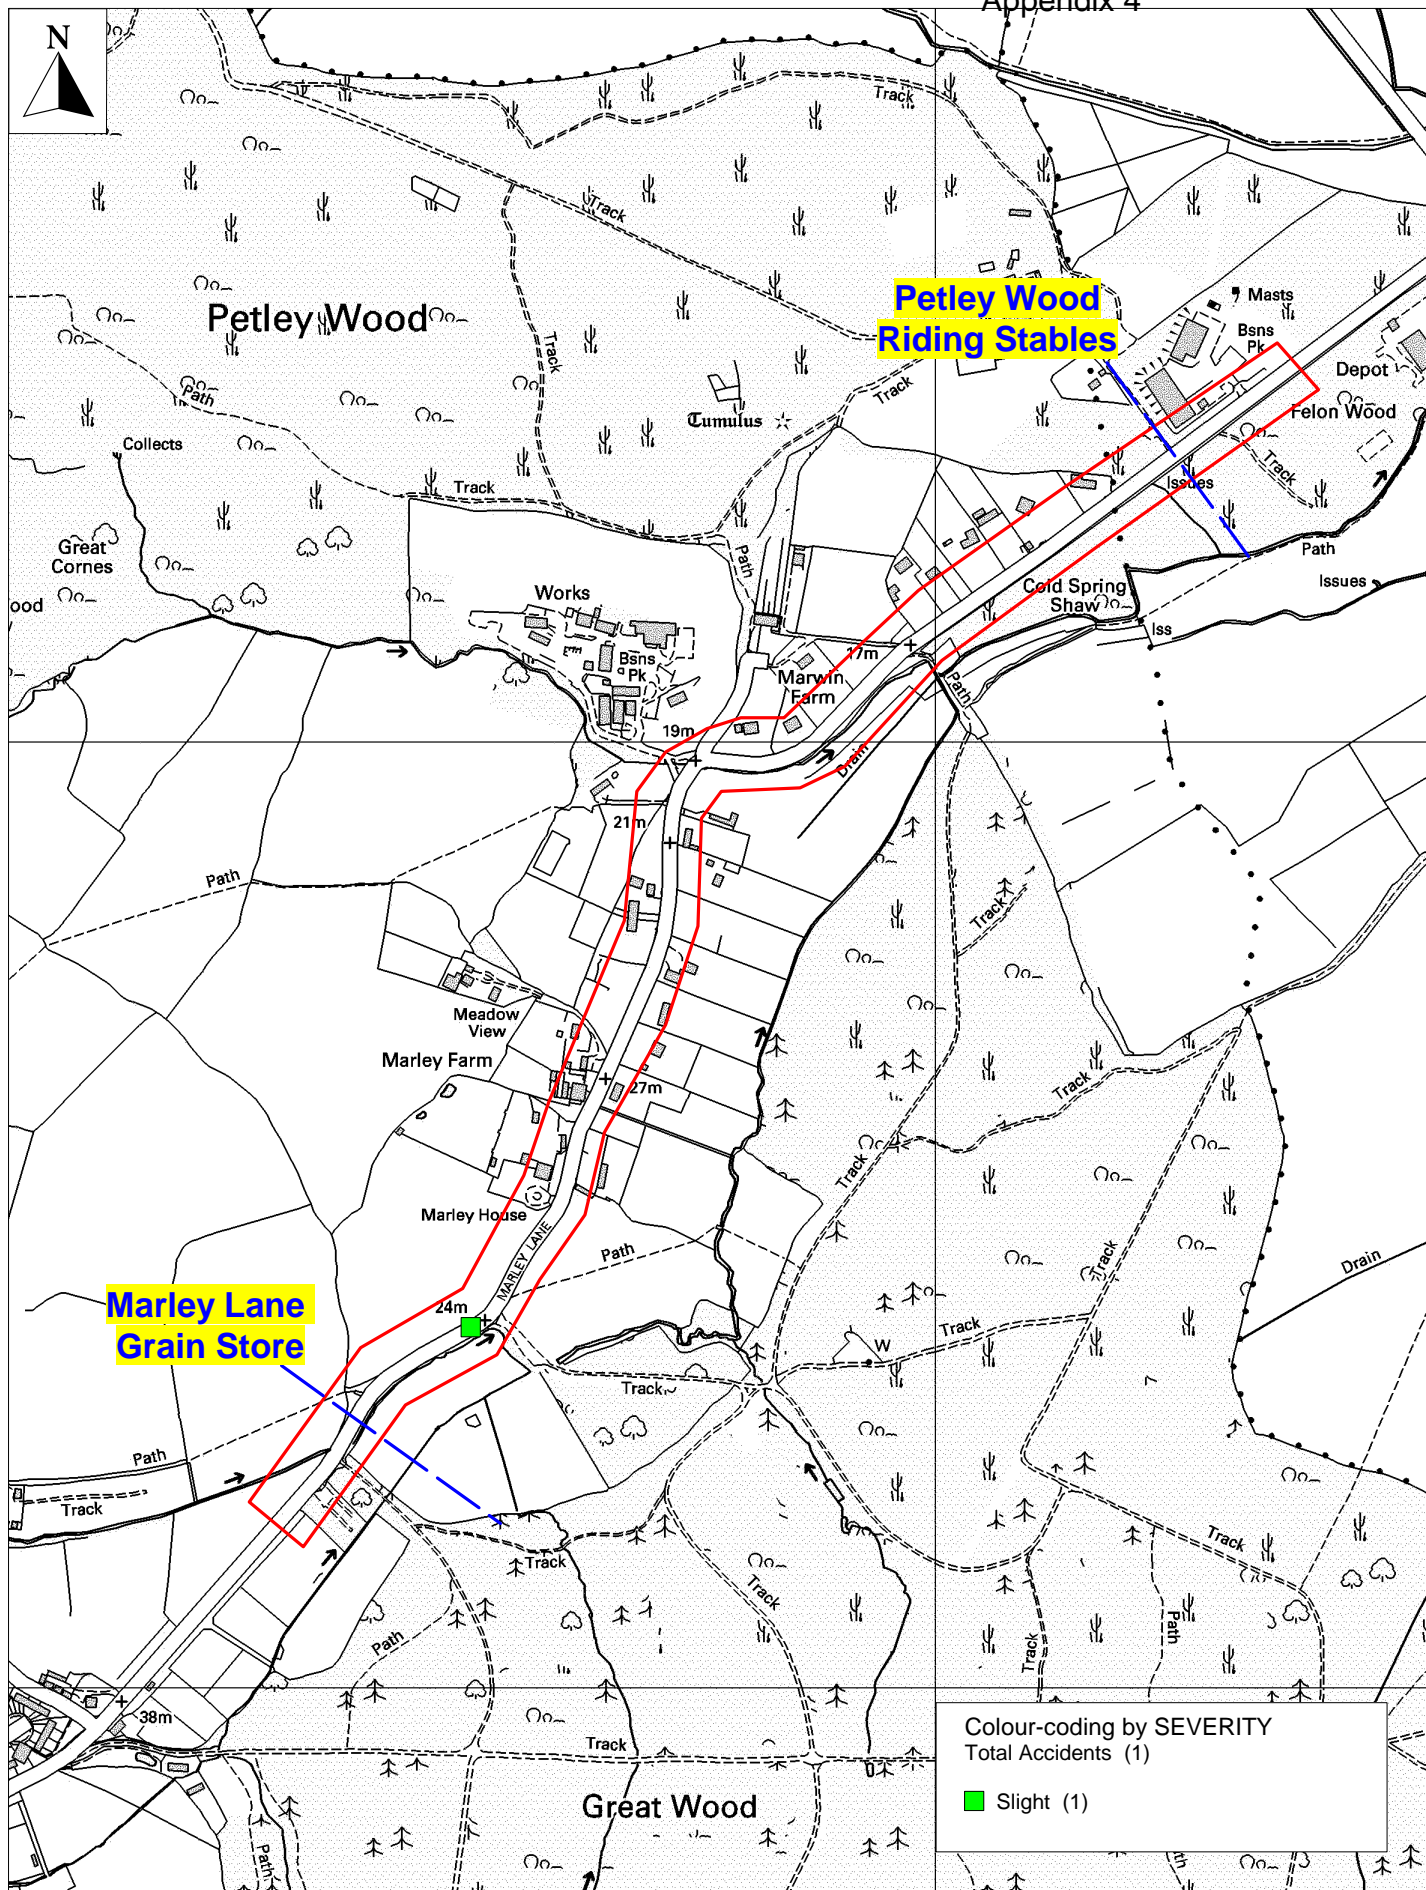 Appendix 4
N
Track
Track
Petley Wood
Riding Stables
Masts
Bsns
Pk
Petley Wood
Track
Depot
Path
Track
Felon Wood
Tumulus
Collects
Track
Track
Issues
Path
Great
Cornes
Path
Issues
Works
Cold Spring
Shaw
ood
Iss
Bsns
Pk
17m
Marwin
Farm
Path
19m
Drain
21m
Path
Track
Meadow
View
Marley Farm
27m
Track
Track
Marley House
MARLEY LANE
Path
Track
Drain
Marley Lane
Grain Store
24m
Track
W
Track
Path
Track
Track
Track
Track
Path
Track
Path
38m
Track
Colour-coding by SEVERITY
Total Accidents (1)
Slight (1)
Great Wood
Path
th